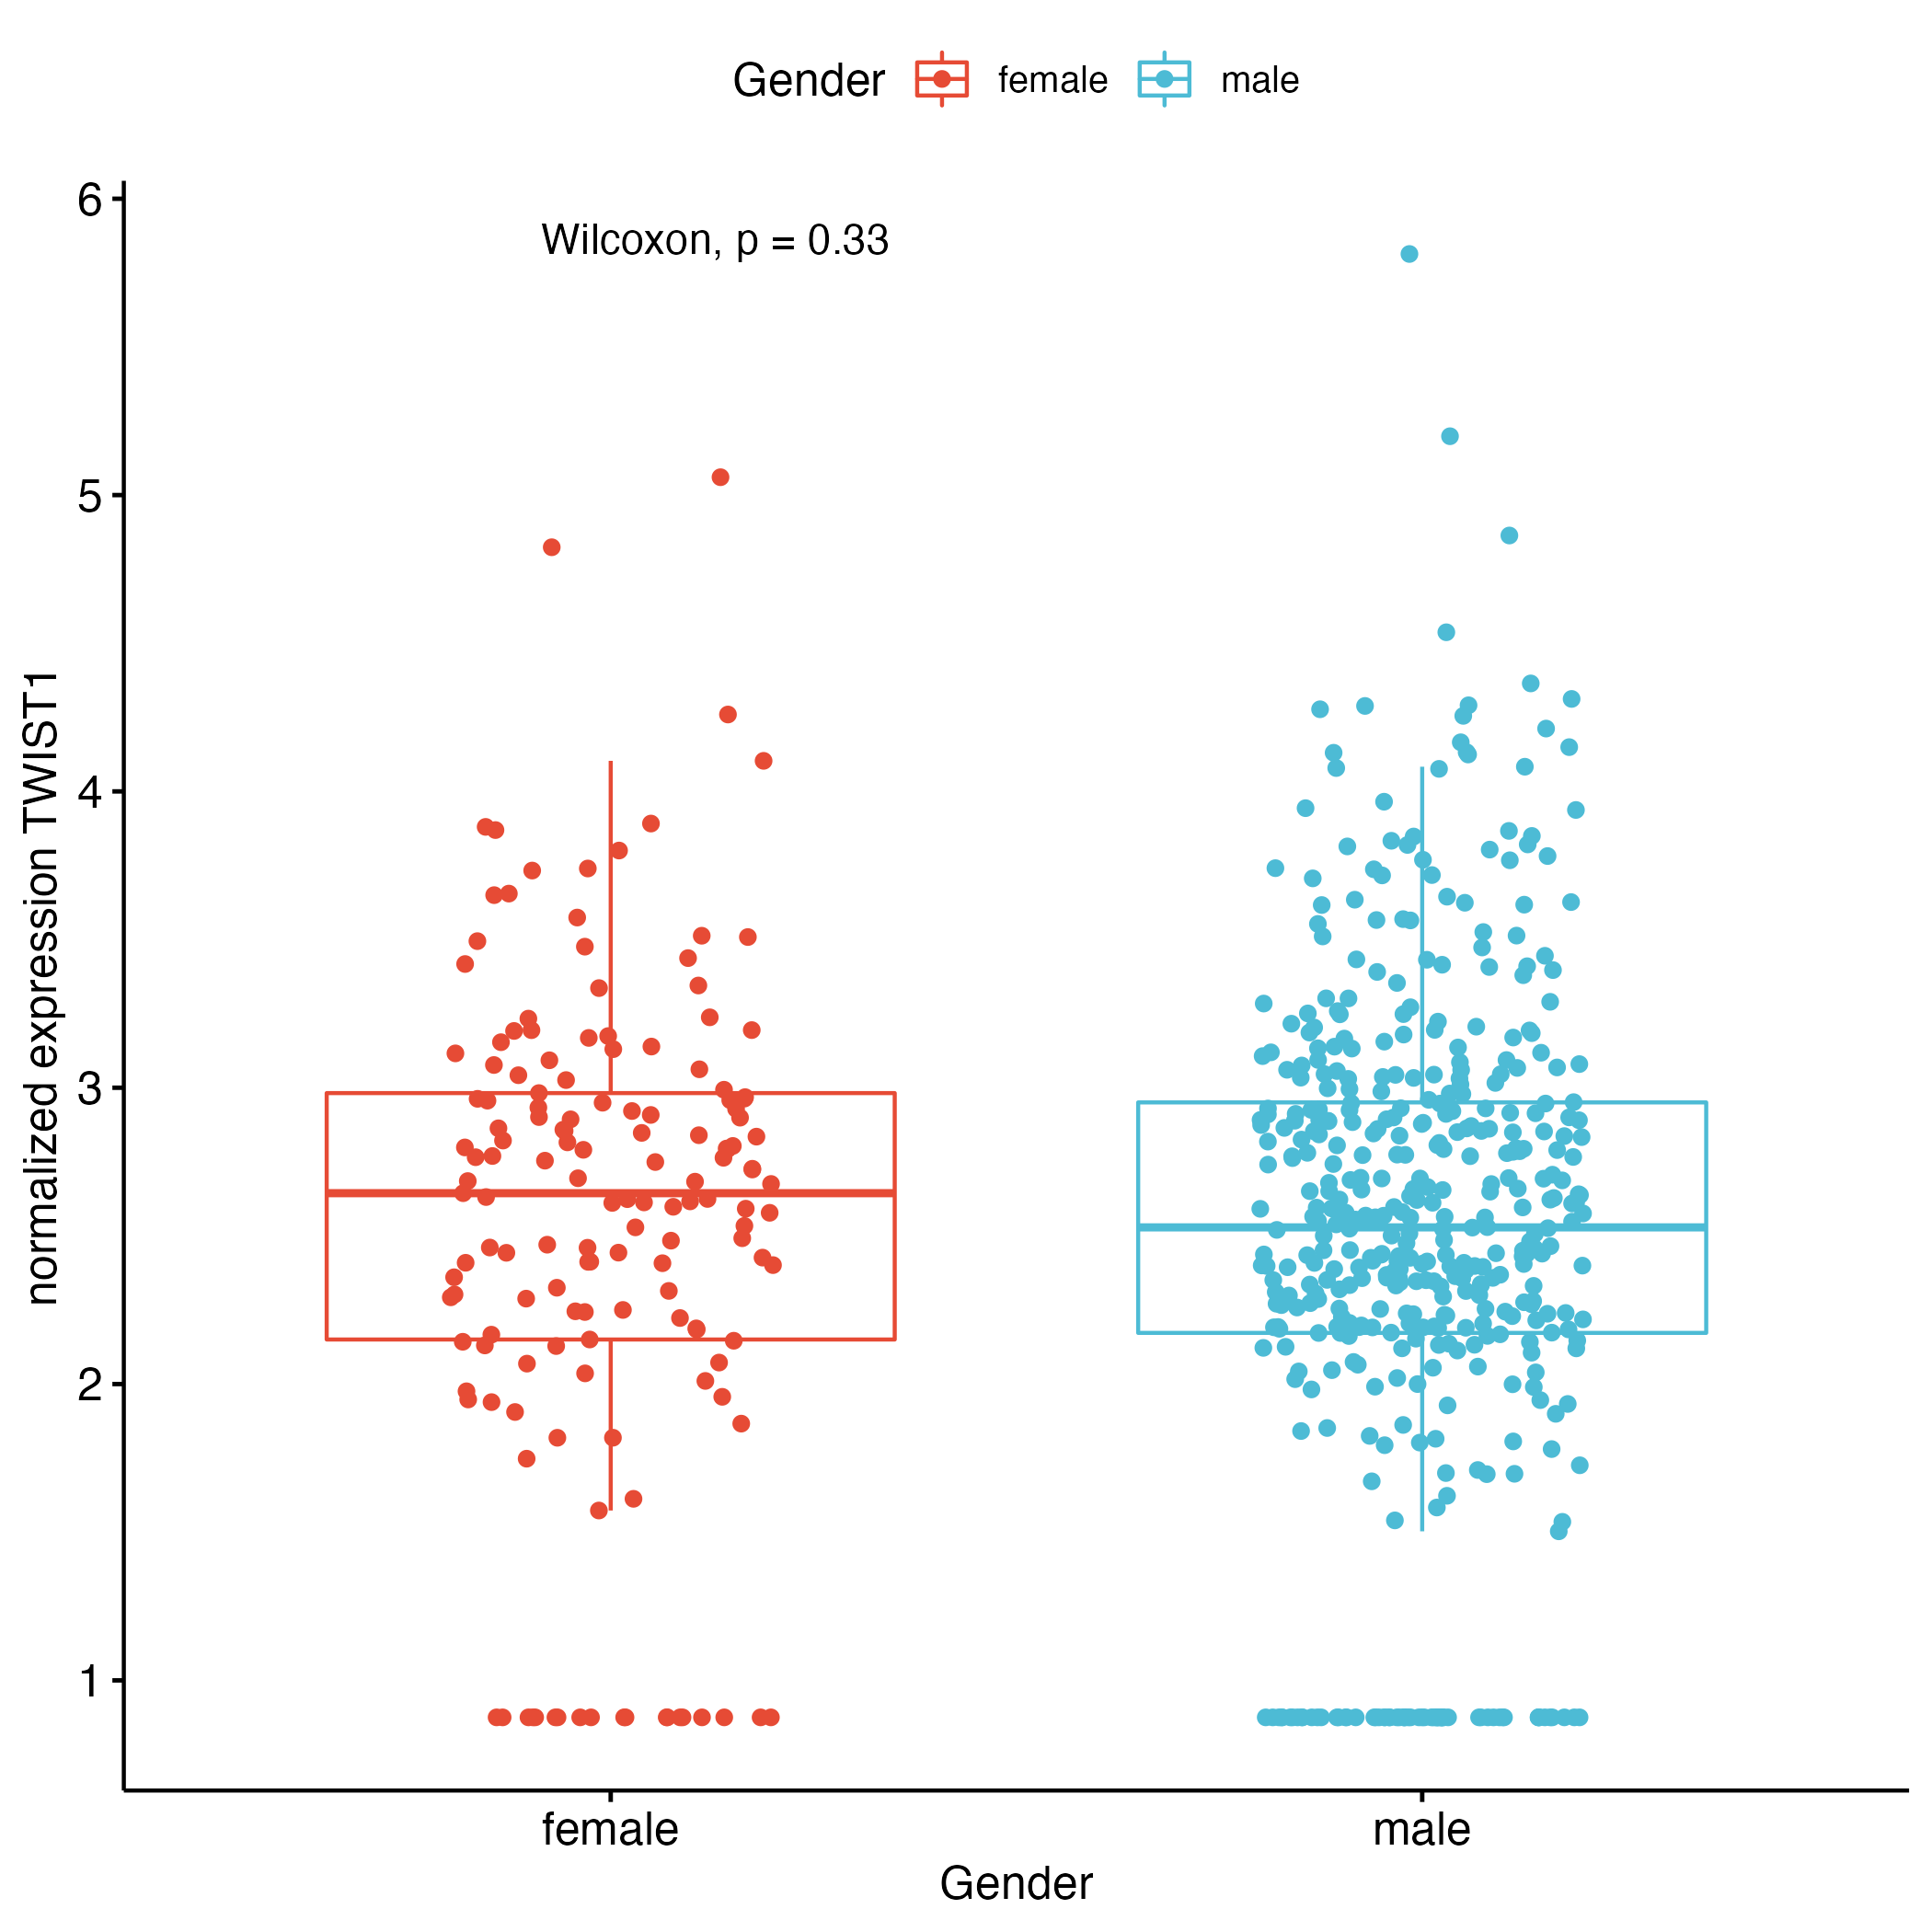 Gender female male
Wilcoxon, p = 0.33
normalized expression TWIST1
6
5
4
3
2
1
female male
Gender